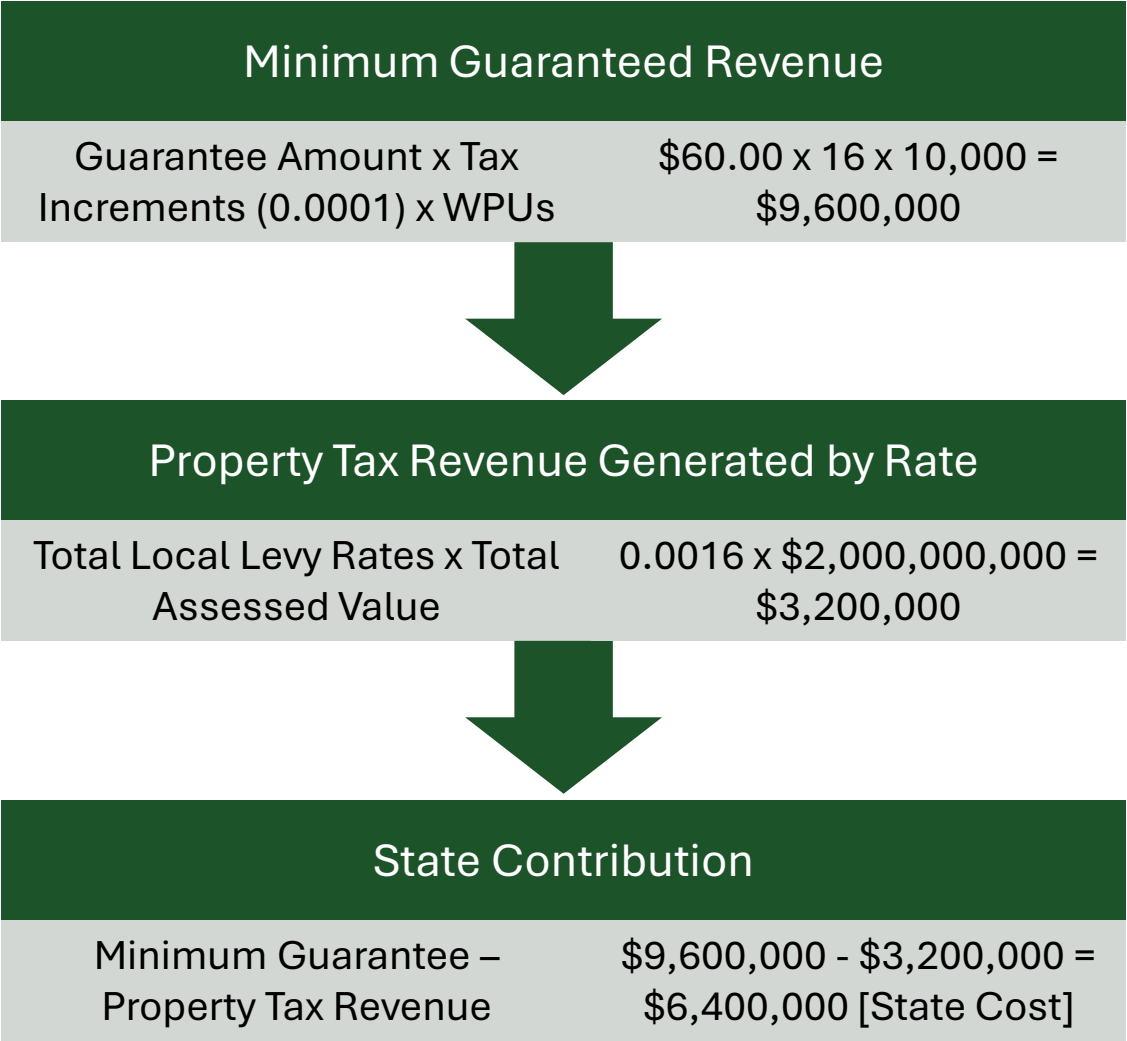 Minimum Guaranteed Revenue
Guarantee Amount x Tax
Increments (0.0001) x WPUs
$60.00 x 16 x 10,000 =
$9,600,000
Property Tax Revenue Generated by Rate
Total Local Levy Rates x Total
Assessed Value
0.0016 x $2,000,000,000 =
$3,200,000
State Contribution
Minimum Guarantee –
Property Tax Revenue
$9,600,000 - $3,200,000 =
$6,400,000 [State Cost]